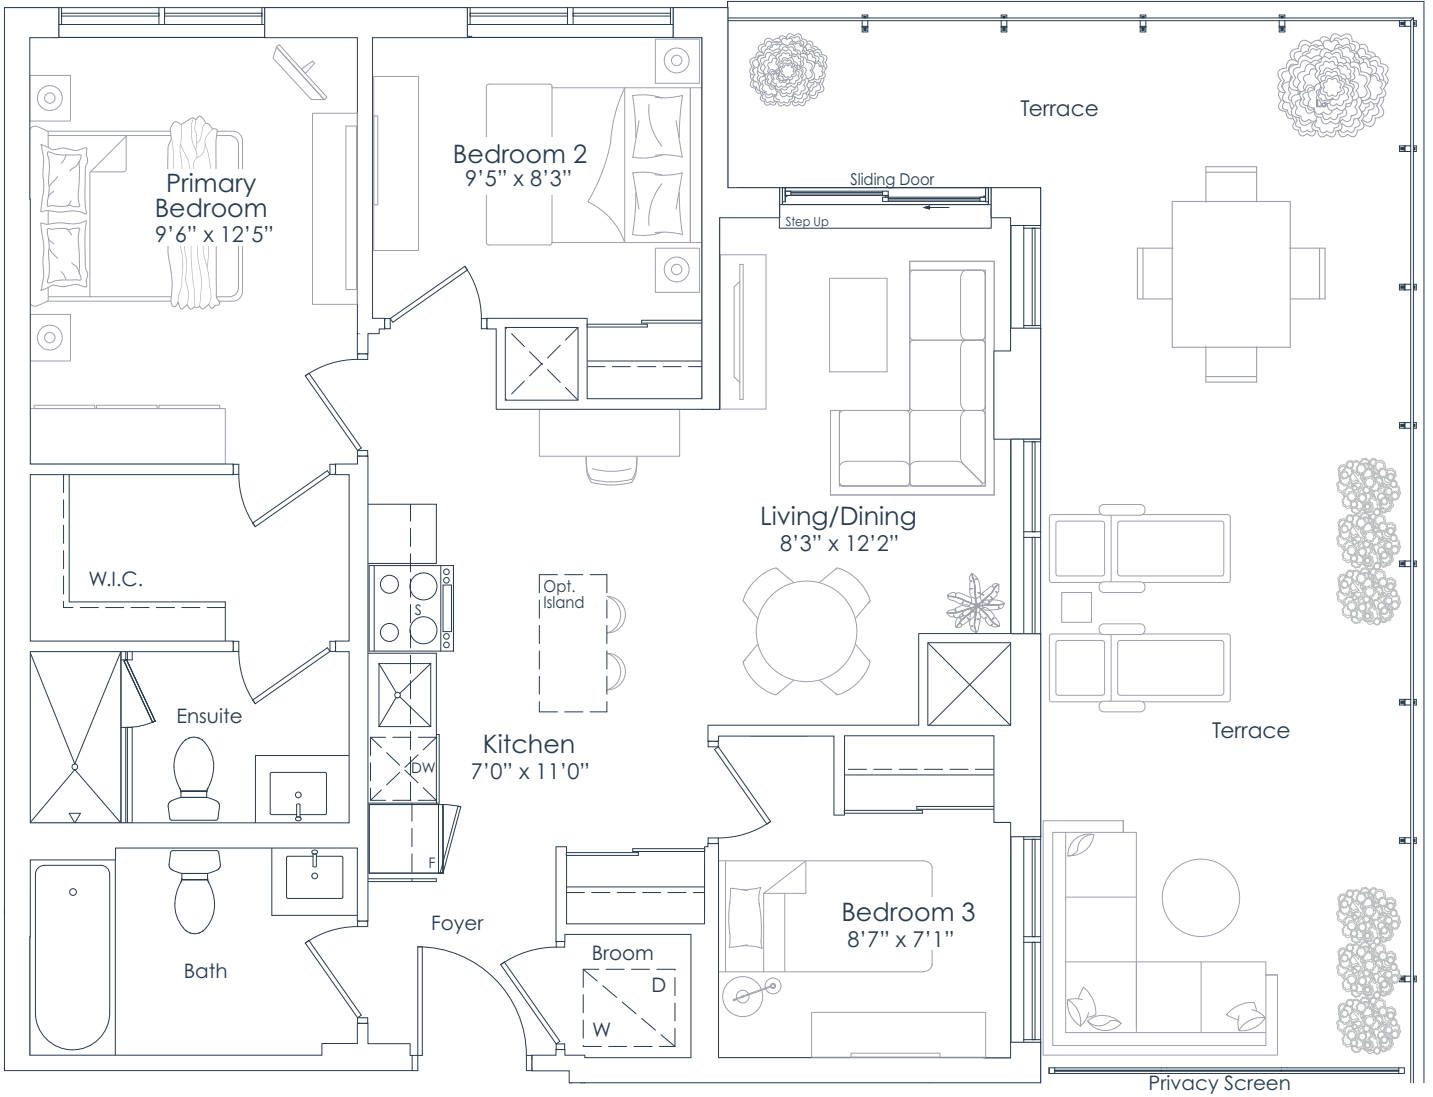 Terrace
Bedroom 2
9’5” x 8’3”
Primary
Bedroom
9’6” x 12’5”
Sliding Door
Step Up
Living/Dining
8’3” x 12’2”
W.I.C.
Opt.
Island
S
Ensuite
Kitchen
7’0” x 11’0”
DW
Terrace
F
Foyer
Bath
Broom
D
W
Bedroom 3
8’7” x 7’1”
Privacy Screen